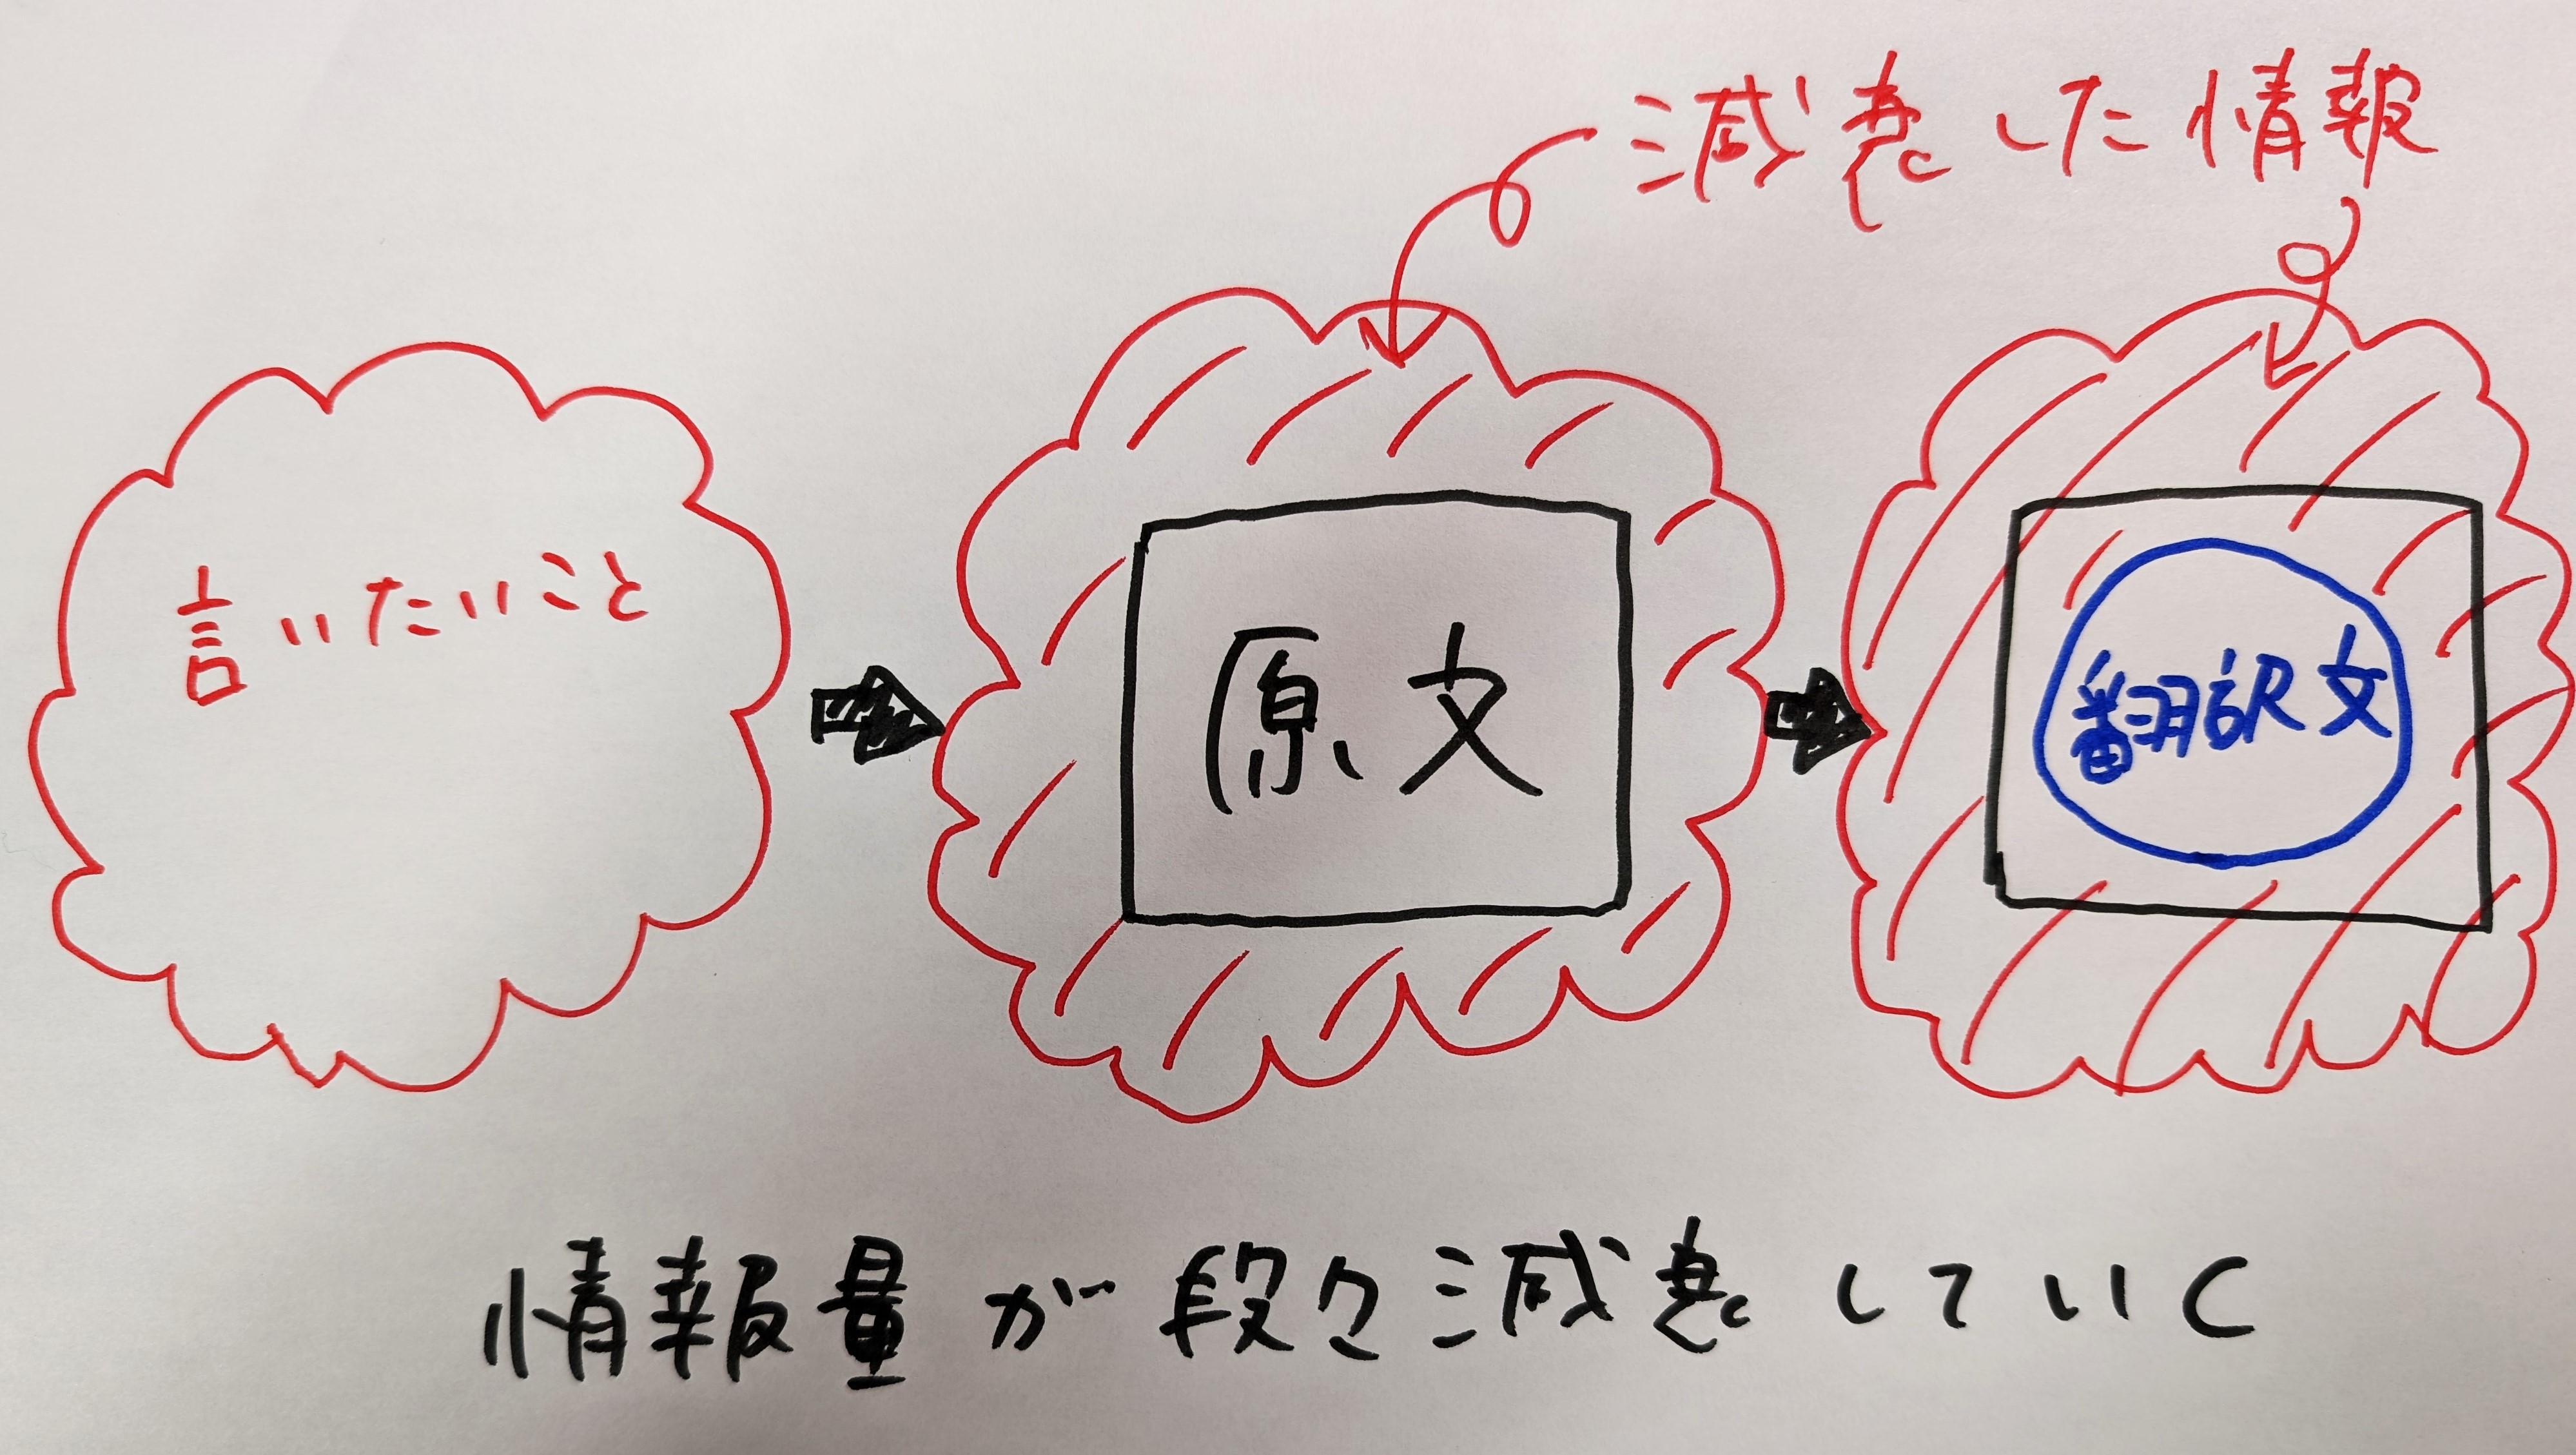 減衰した情報
言いたいこと
原文
翻訳文
情報量が段々減衰していく